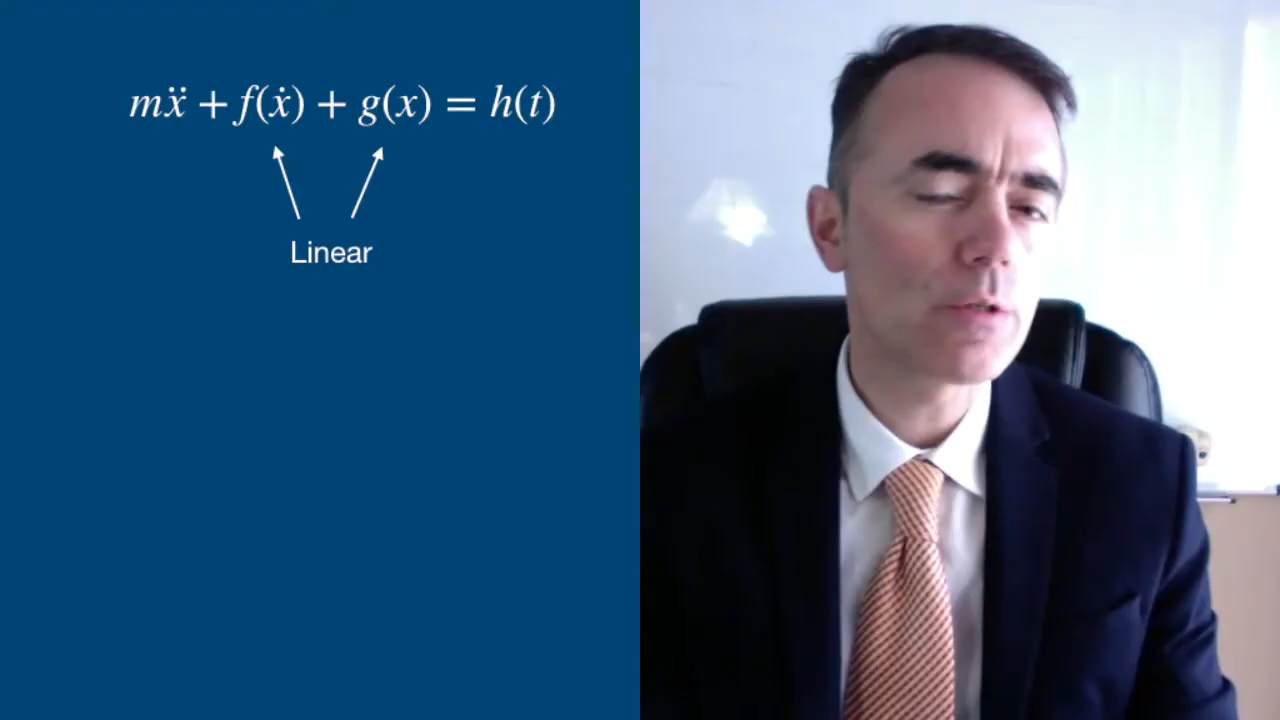 mẍ + f(ẋ) + g(x) = h(t)
Linear